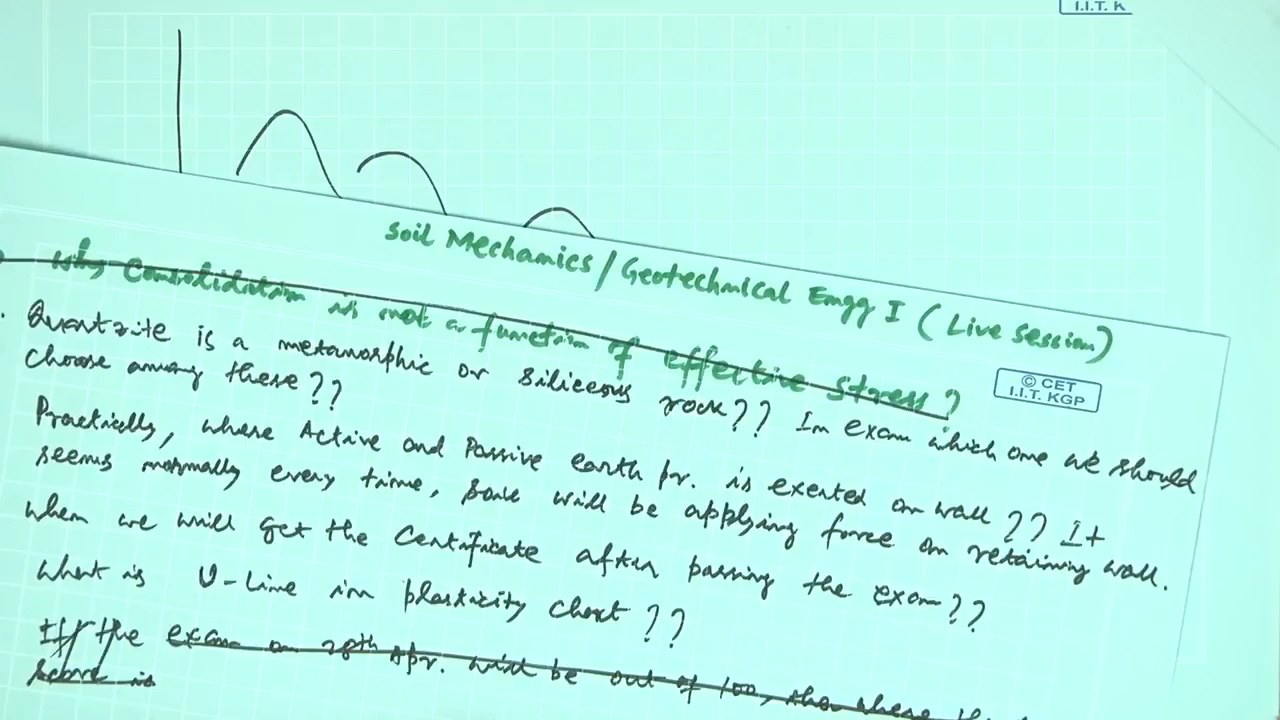 I.I.T. K
Soil Mechanics / Geotechnical Emgg I (Live session)
Why Consolidation is not a function of effective stress?
© CET
I.I.T. KGP
Quartzite is a metamorphic or siliceous rock?? In exam which one we should
choose among these??
Practically, where Active and Passive earth pr. is exerted on wall?? It
seems normally every time, soil will be applying force on retaining wall.
when we will get the Certificate after passing the exam??
What is U-Line in plasticity chart??
If the exam on 28th Apr. will be out of 100, then where
score is